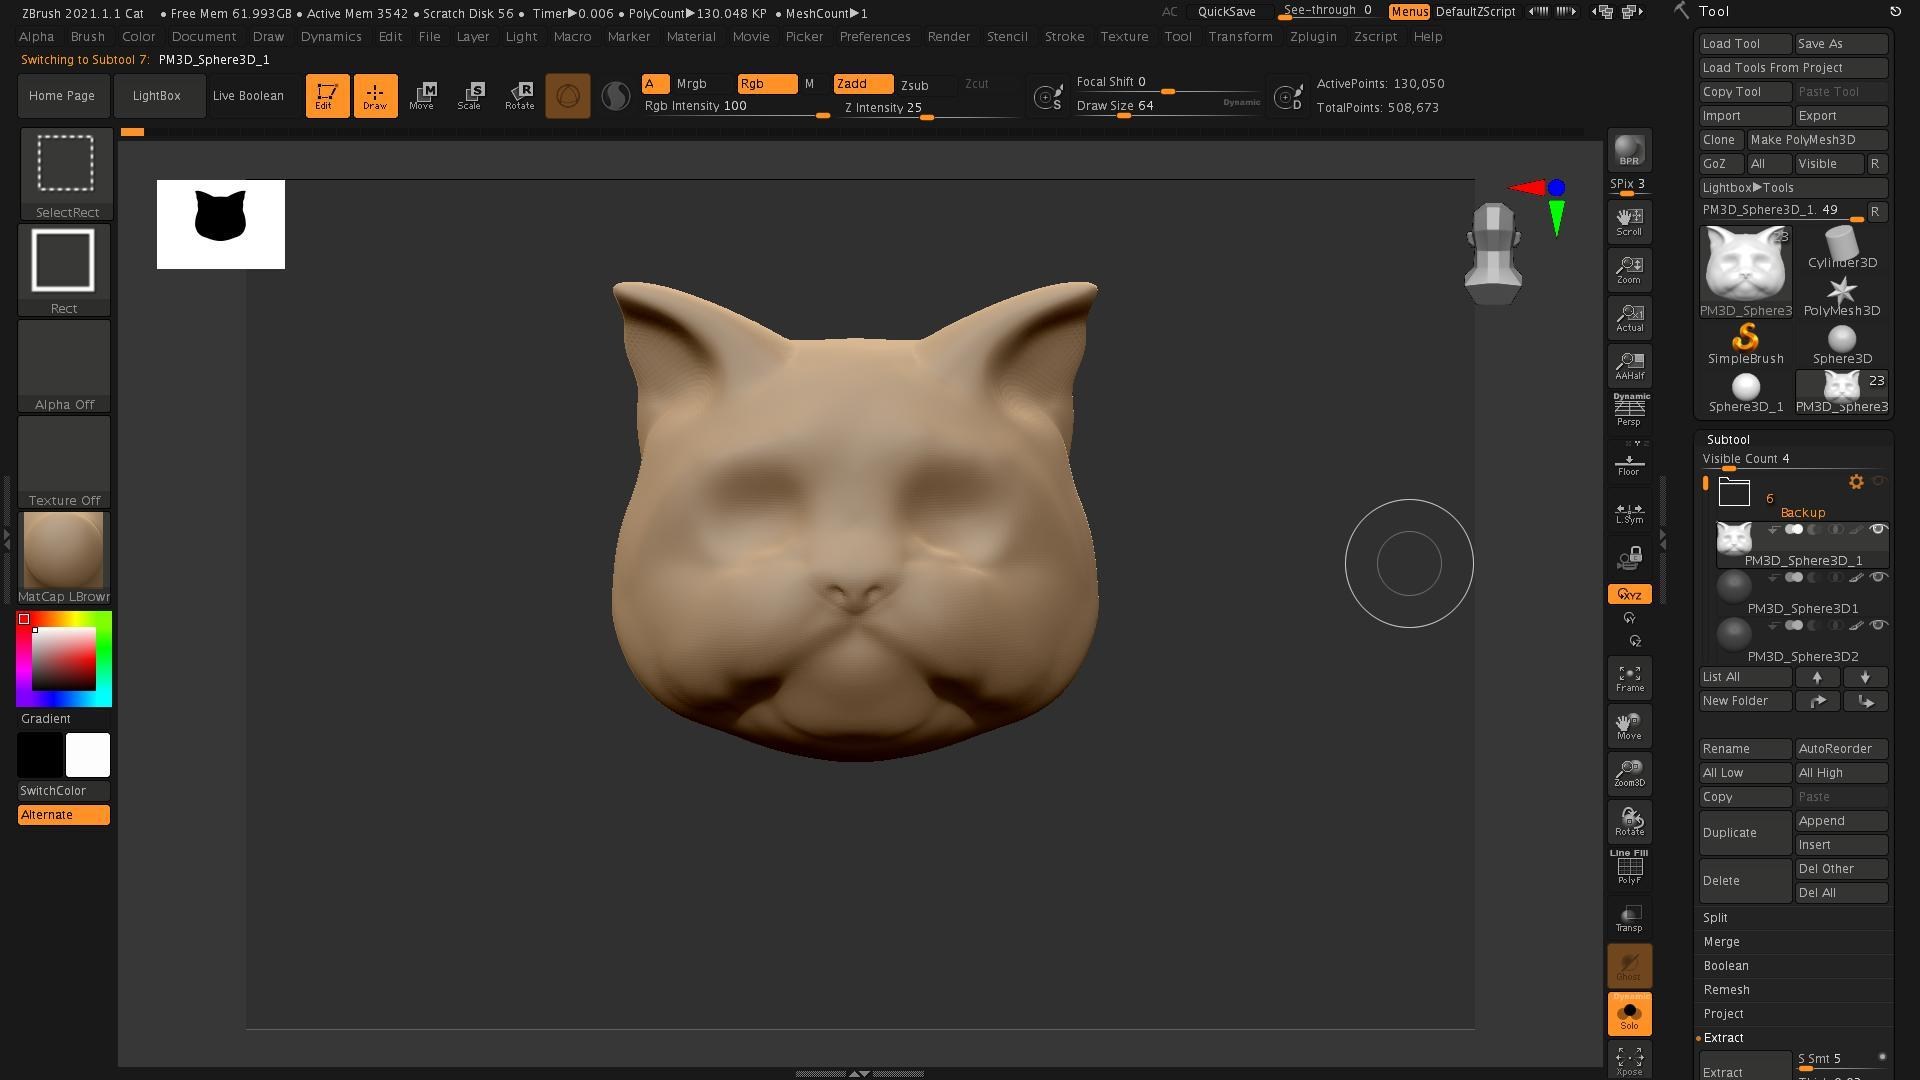 ZBrush 2021.1.1 Cat • Free Mem 61.993GB • Active Mem 3542 • Scratch Disk 56 • Timer▶0.006 • PolyCount▶130.048 KP • MeshCount▶1 AC QuickSave See-through 0 Menus DefaultZScript Tool
Alpha Brush Color Document Draw Dynamics Edit File Layer Light Macro Marker Material Movie Picker Preferences Render Stencil Stroke Texture Tool Transform Zplugin Zscript Help
Switching to Subtool 7: PM3D_Sphere3D_1
Home Page LightBox Live Boolean Edit Draw Move Scale Rotate
M S R
A Mrgb Rgb M Zadd Zsub Zcut
Rgb Intensity 100 Z Intensity 25
S Focal Shift 0
Draw Size 64 Dynamic
D ActivePoints: 130,050
TotalPoints: 508,673
SelectRect
Rect
Alpha Off
Texture Off
MatCap LBrown
Gradient
SwitchColor
Alternate
BPR
SPix 3
Scroll
Zoom
Actual
AAHalf
Dynamic
Persp
Floor
L.Sym
XYZ
Y
Z
Frame
Move
Zoom3D
Rotate
Line Fill
PolyF
Transp
Ghost
Dynamic
Solo
Xpose
Load Tool Save As
Load Tools From Project
Copy Tool Paste Tool
Import Export
Clone Make PolyMesh3D
GoZ All Visible R
Lightbox▶Tools
PM3D_Sphere3D_1. 49 R
23
Cylinder3D
PM3D_Sphere3 PolyMesh3D
SimpleBrush Sphere3D
23
Sphere3D_1 PM3D_Sphere3
Subtool
Visible Count 4
6
Backup
PM3D_Sphere3D_1
PM3D_Sphere3D1
PM3D_Sphere3D2
List All
New Folder
Rename AutoReorder
All Low All High
Copy Paste
Duplicate Append
Insert
Delete Del Other
Del All
Split
Merge
Boolean
Remesh
Project
Extract
Extract S Smt 5